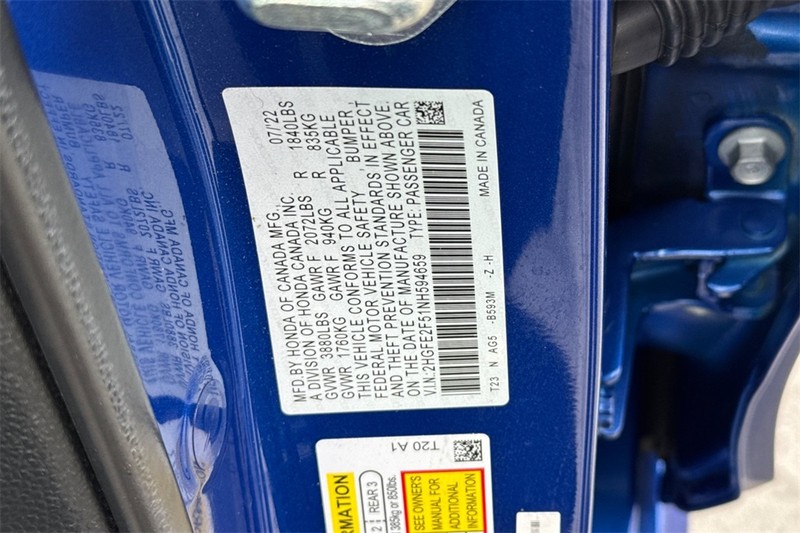 MFD.BY HONDA OF CANADA MFG., 07/22
A DIVISION OF HONDA CANADA INC.
GVWR 3880LBS GAWR F 2072LBS R 1840LBS
GVWR 1760KG GAWR F 940KG R 835KG
THIS VEHICLE CONFORMS TO ALL APPLICABLE
FEDERAL MOTOR VEHICLE SAFETY, BUMPER,
AND THEFT PREVENTION STANDARDS IN EFFECT
ON THE DATE OF MANUFACTURE SHOWN ABOVE.
V.I.N.:2HGFE2F51NH594659 TYPE: PASSENGER CAR
T23 N AG5 -B593M -Z -H MADE IN CANADA
T20 A1
REAR 3
385kg or 850lbs.
SEE OWNER'S
MANUAL FOR
ADDITIONAL
INFORMATION